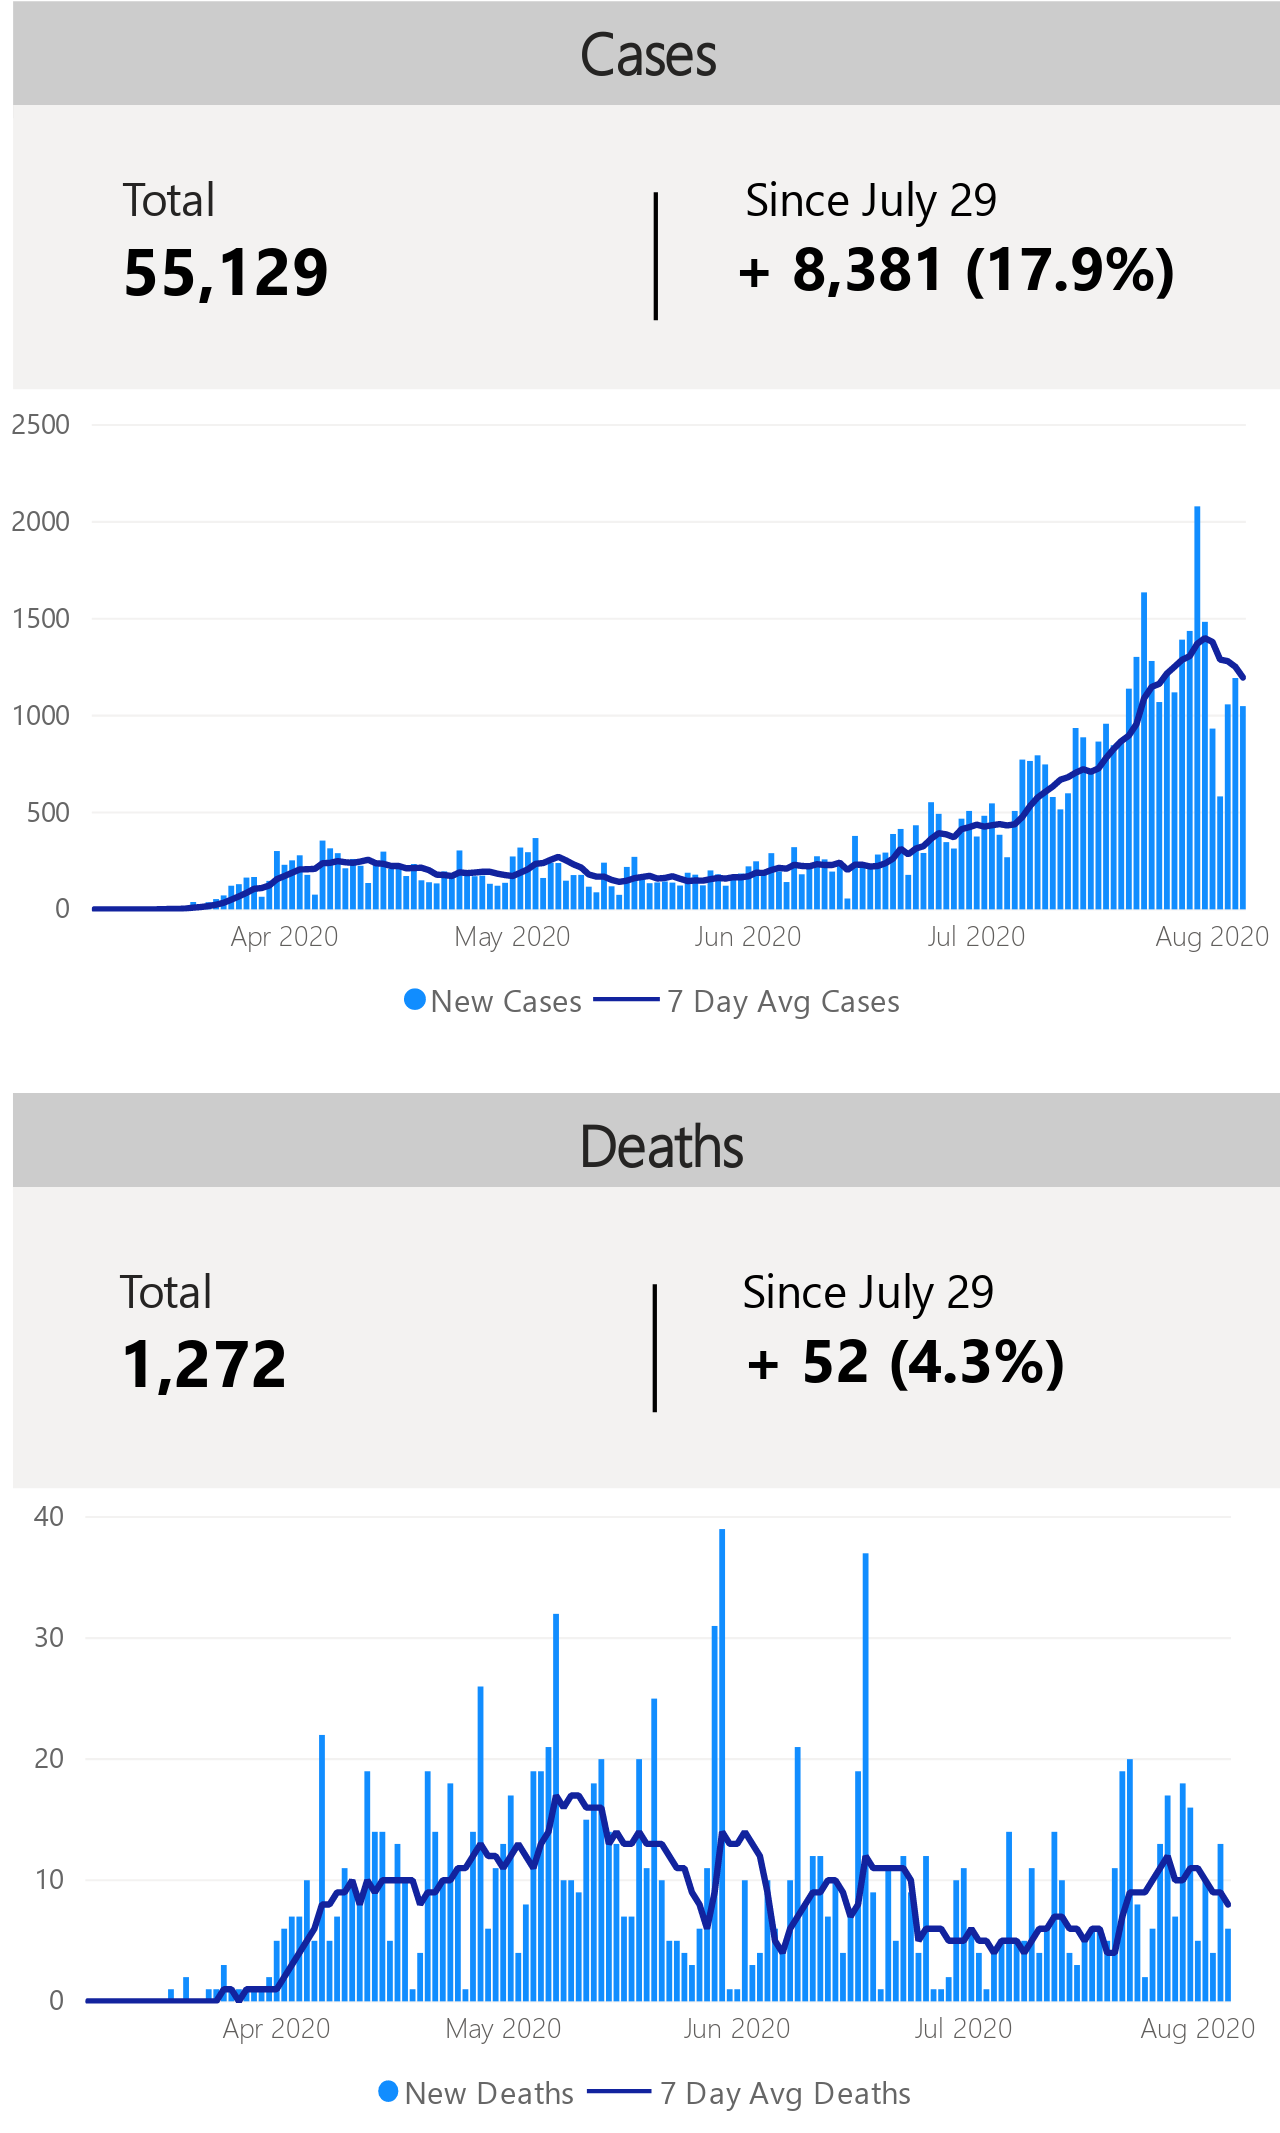 Cases
Total
55,129
Since July 29
+ 8,381 (17.9%)
2500
2000
1500
1000
500
0
Apr 2020 May 2020 Jun 2020 Jul 2020 Aug 2020
New Cases 7 Day Avg Cases
Deaths
Total
1,272
Since July 29
+ 52 (4.3%)
40
30
20
10
0
Apr 2020 May 2020 Jun 2020 Jul 2020 Aug 2020
New Deaths 7 Day Avg Deaths